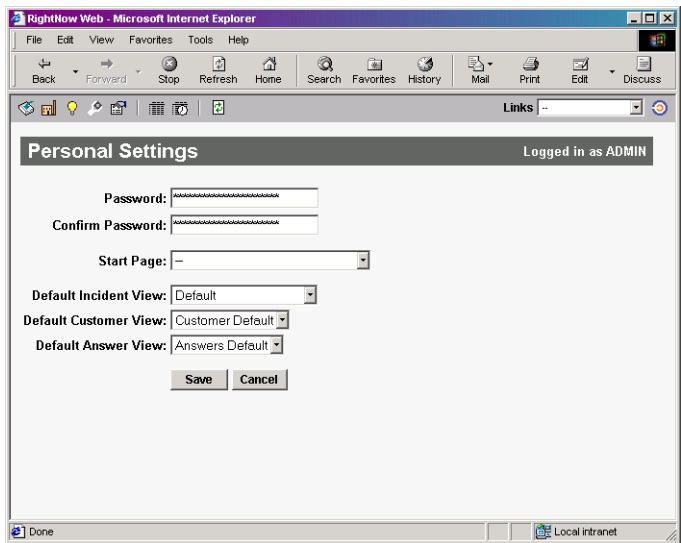 RightNow Web - Microsoft Internet Explorer
File Edit View Favorites Tools Help
Back Forward Stop Refresh Home Search Favorites History Mail Print Edit Discuss
Links --
Personal Settings Logged in as ADMIN
Password: **********************
Confirm Password: **********************
Start Page: --
Default Incident View: Default
Default Customer View: Customer Default
Default Answer View: Answers Default
Save Cancel
Done Local intranet